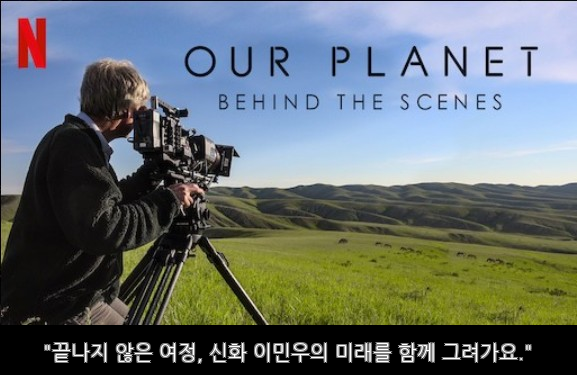 N
OUR PLANET
BEHIND THE SCENES
"끝나지 않은 여정, 신화 이민우의 미래를 함께 그려가요."